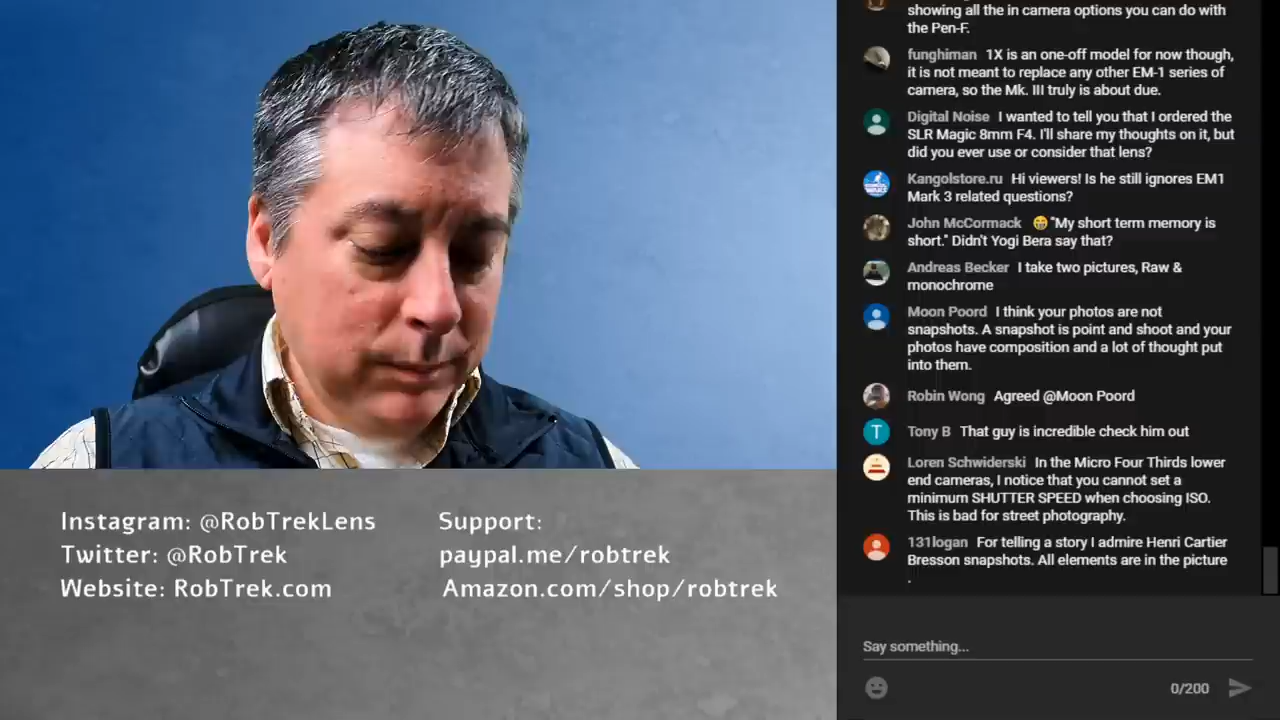 Instagram: @RobTrekLens
Twitter: @RobTrek
Website: RobTrek.com
Support:
paypal.me/robtrek
Amazon.com/shop/robtrek
showing all the in camera options you can do with
the Pen-F.
funghiman 1X is an one-off model for now though,
it is not meant to replace any other EM-1 series of
camera, so the Mk. III truly is about due.
Digital Noise I wanted to tell you that I ordered the
SLR Magic 8mm F4. I'll share my thoughts on it, but
did you ever use or consider that lens?
Kangolstore.ru Hi viewers! Is he still ignores EM1
Mark 3 related questions?
John McCormack 😁"My short term memory is
short." Didn't Yogi Bera say that?
Andreas Becker I take two pictures, Raw &
monochrome
Moon Poord I think your photos are not
snapshots. A snapshot is point and shoot and your
photos have composition and a lot of thought put
into them.
Robin Wong Agreed @Moon Poord
T
Tony B That guy is incredible check him out
Loren Schwiderski In the Micro Four Thirds lower
end cameras, I notice that you cannot set a
minimum SHUTTER SPEED when choosing ISO.
This is bad for street photography.
131logan For telling a story I admire Henri Cartier
Bresson snapshots. All elements are in the picture
.
Say something...
0/200